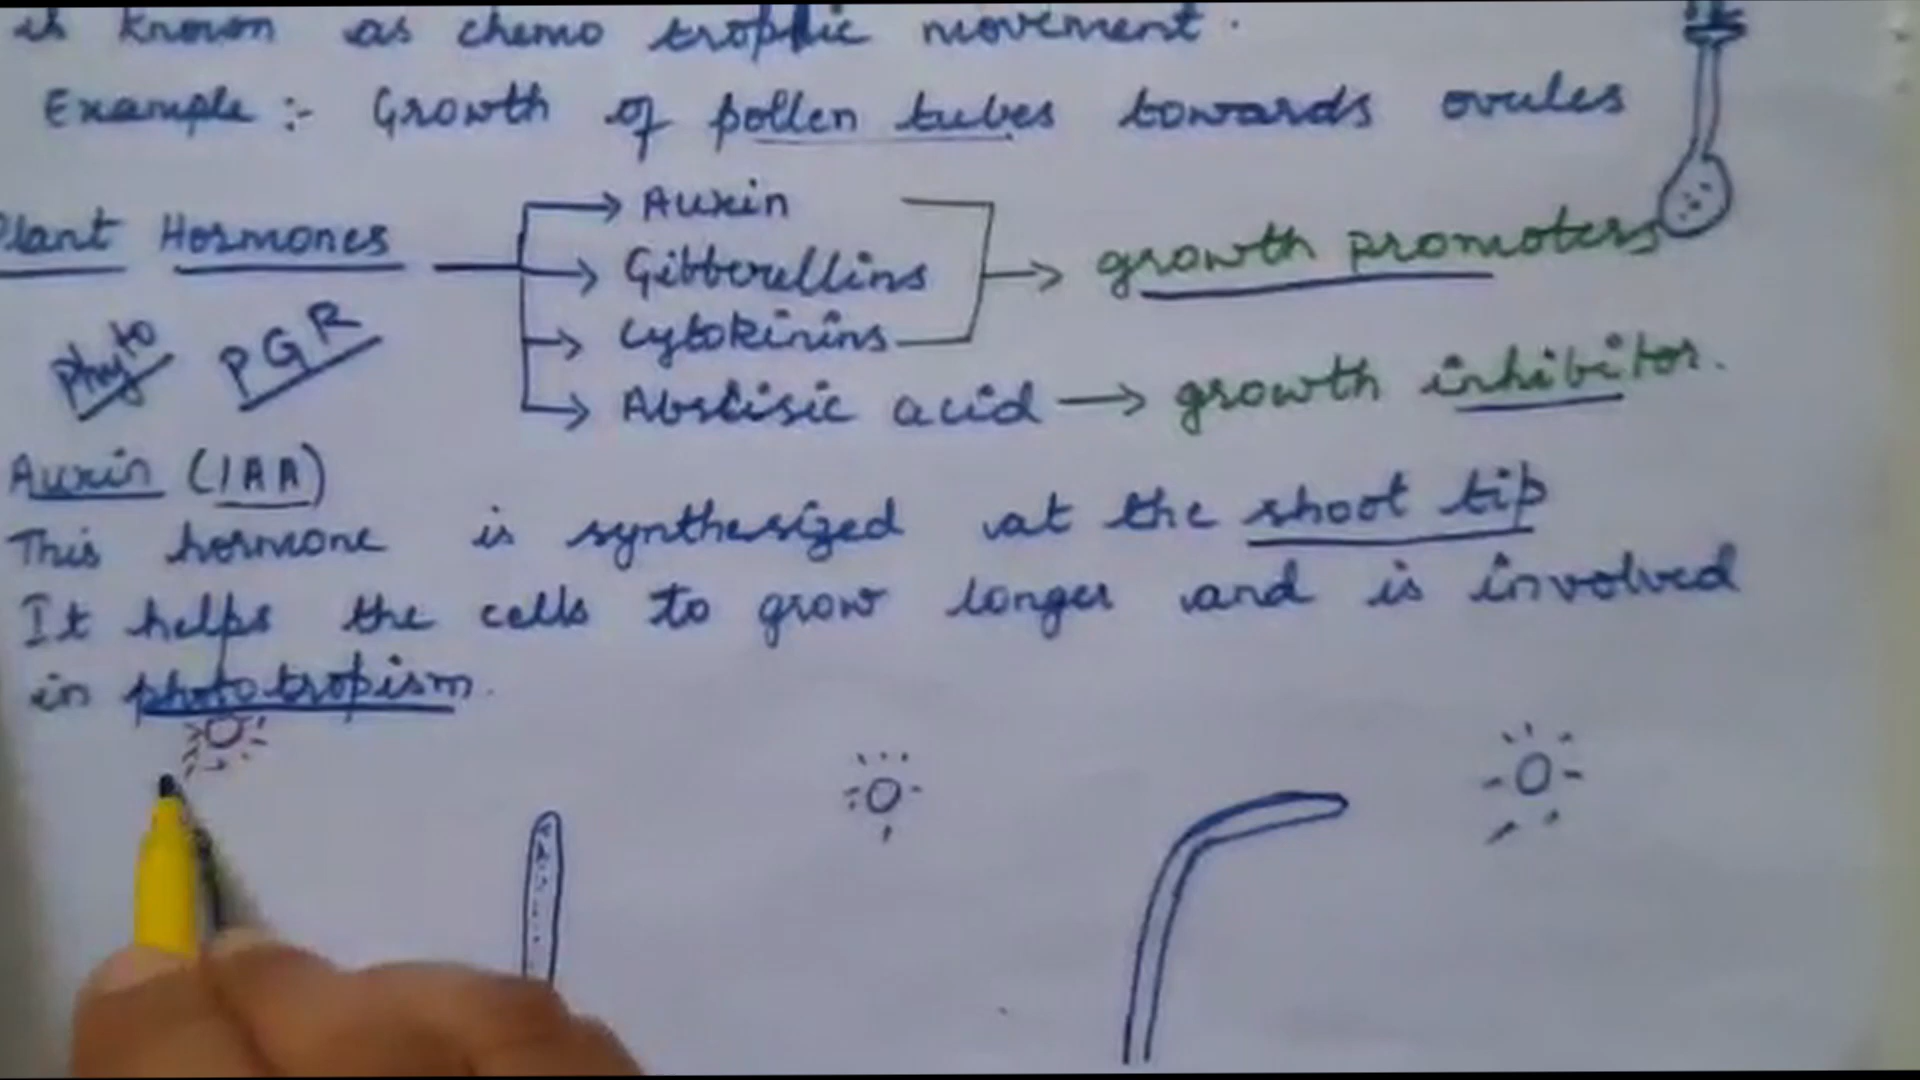 is known as chemo trophic movement.
Example :- Growth of pollen tubes towards ovules
Plant Hormones
Auxin
Gibberellins
Cytokinins
Abscisic acid
growth promoters
growth inhibitor.
Phyto PGR
Auxin (IAA)
This hormone is synthesized at the shoot tip
It helps the cells to grow longer and is involved
in phototropism.